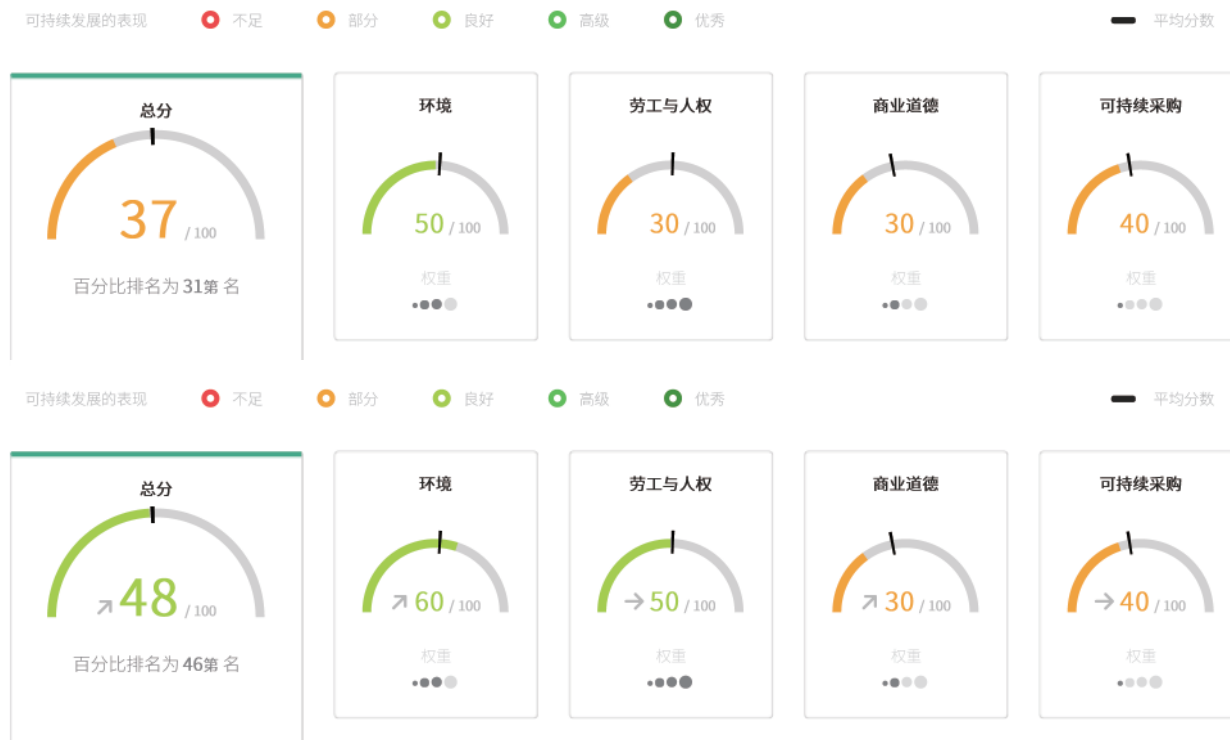 可持续发展的表现 不足 部分 良好 高级 优秀 平均分数
总分 环境 劳工与人权 商业道德 可持续采购
37 / 100 50 / 100 30 / 100 30 / 100 40 / 100
百分比排名为 31第 名 权重 权重 权重 权重
可持续发展的表现 不足 部分 良好 高级 优秀 平均分数
总分 环境 劳工与人权 商业道德 可持续采购
48 / 100 60 / 100 50 / 100 30 / 100 40 / 100
百分比排名为 46第 名 权重 权重 权重 权重